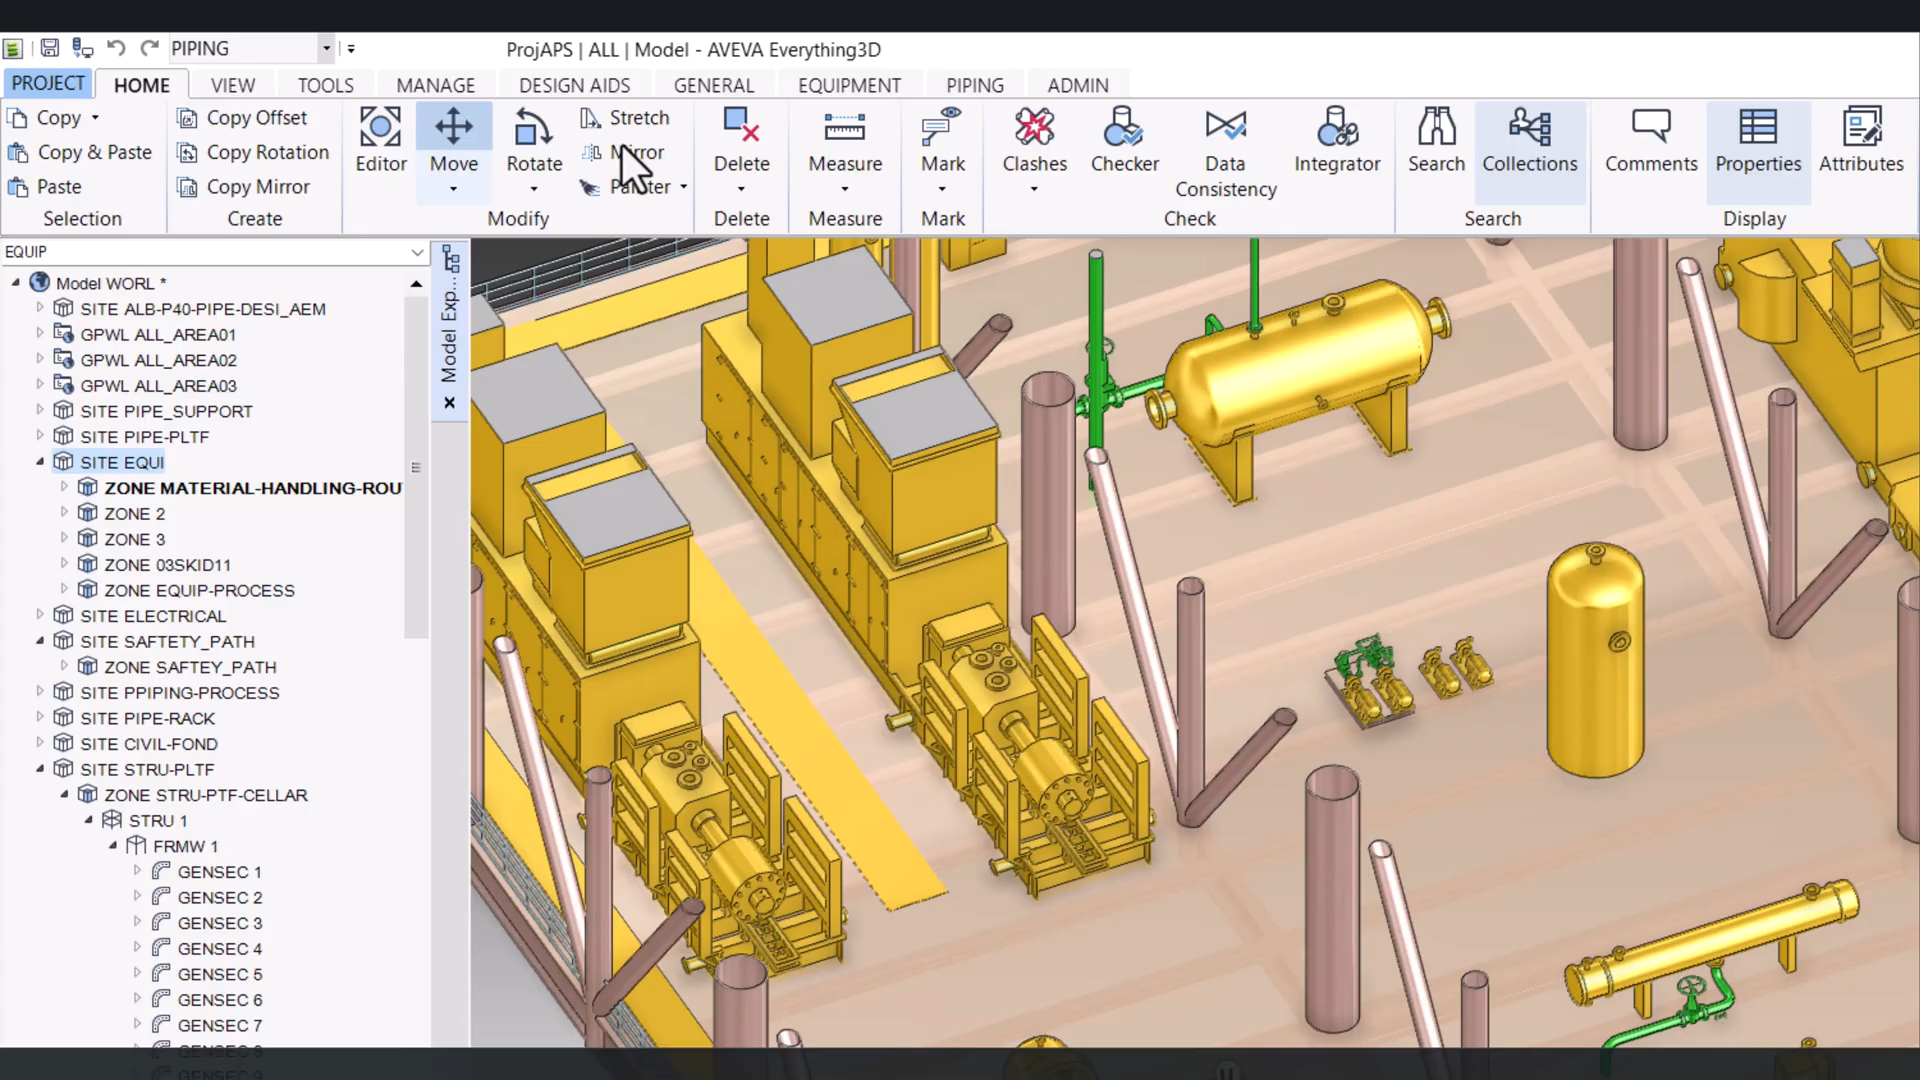 PIPING
ProjAPS | ALL | Model - AVEVA Everything3D
PROJECT HOME VIEW TOOLS MANAGE DESIGN AIDS GENERAL EQUIPMENT PIPING ADMIN
Copy
Copy & Paste
Paste
Selection
Copy Offset
Copy Rotation
Copy Mirror
Create
Editor
Move
Rotate
Stretch
Mirror
Painter
Modify
Delete
Delete
Measure
Measure
Mark
Mark
Clashes
Checker
Data
Consistency
Integrator
Check
Search
Collections
Search
Comments
Properties
Attributes
Display
EQUIP
Model Exp...
Model WORL *
SITE ALB-P40-PIPE-DESI_AEM
GPWL ALL_AREA01
GPWL ALL_AREA02
GPWL ALL_AREA03
SITE PIPE_SUPPORT
SITE PIPE-PLTF
SITE EQUI
ZONE MATERIAL-HANDLING-ROU
ZONE 2
ZONE 3
ZONE 03SKID11
ZONE EQUIP-PROCESS
SITE ELECTRICAL
SITE SAFTETY_PATH
ZONE SAFTEY_PATH
SITE PPIPING-PROCESS
SITE PIPE-RACK
SITE CIVIL-FOND
SITE STRU-PLTF
ZONE STRU-PTF-CELLAR
STRU 1
FRMW 1
GENSEC 1
GENSEC 2
GENSEC 3
GENSEC 4
GENSEC 5
GENSEC 6
GENSEC 7
GENSEC 8
GENSEC 9